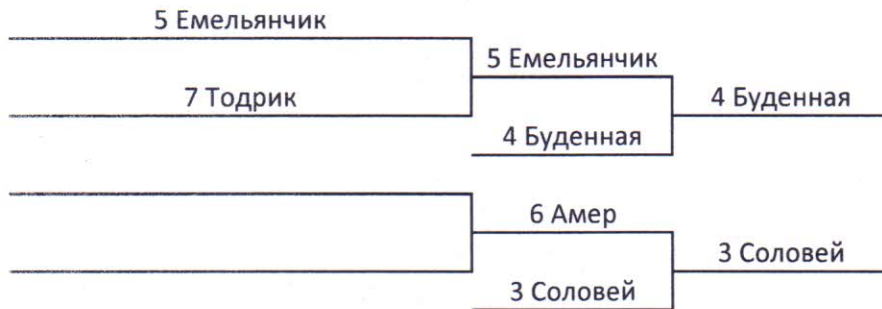 5 Емельянчик
5 Емельянчик
7 Тодрик
4 Буденная
4 Буденная
6 Амер
3 Соловей
3 Соловей